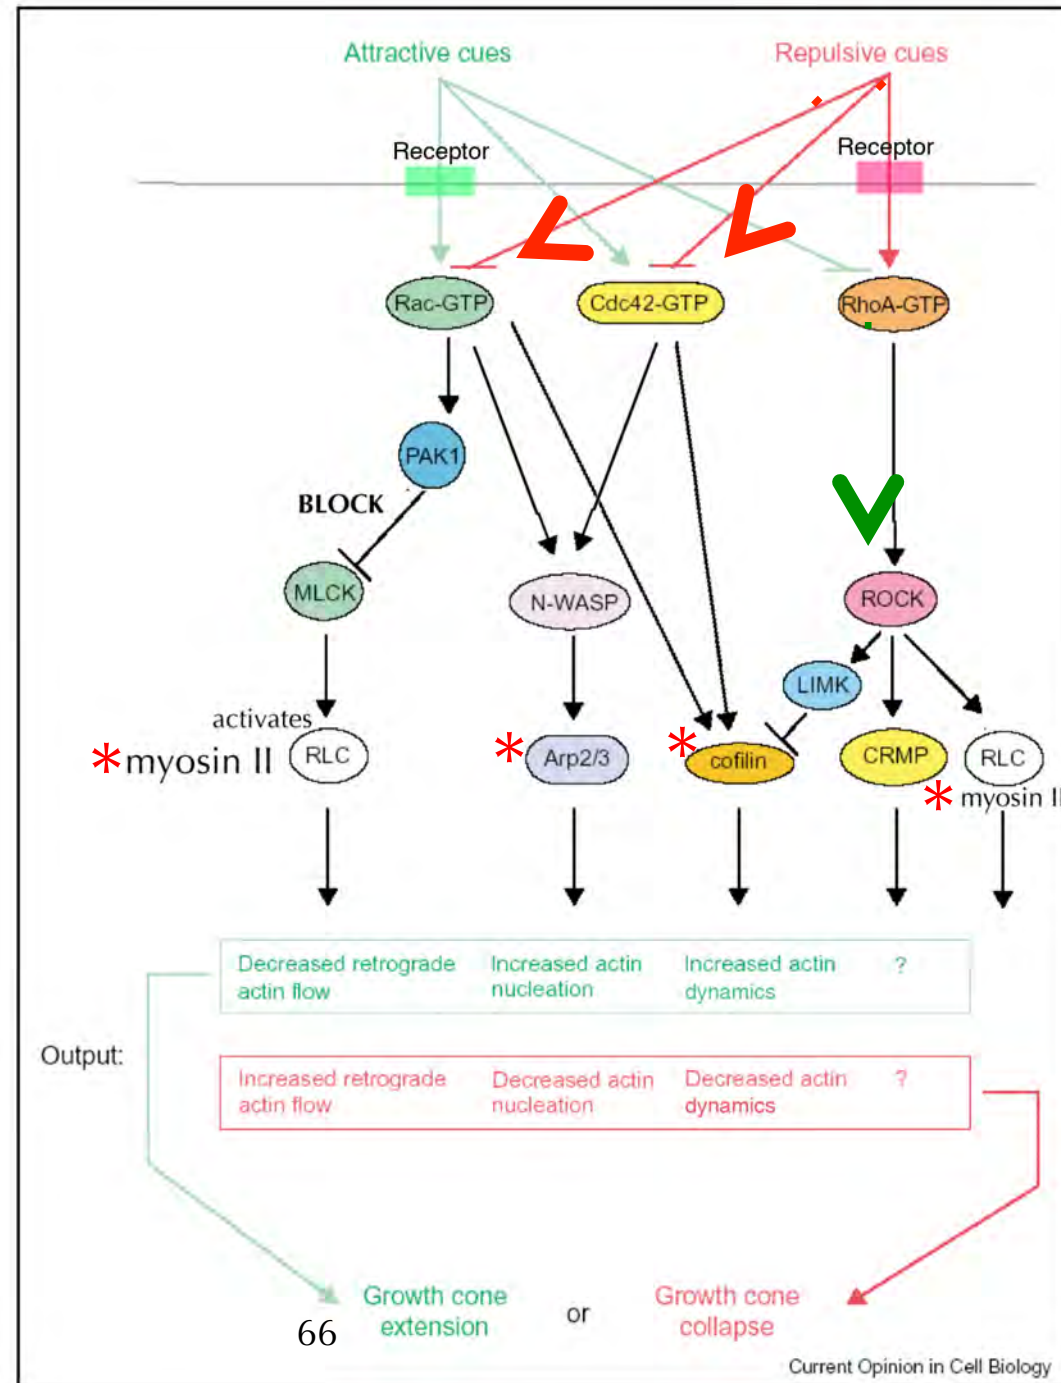 Attractive cues
Repulsive cues
Receptor
Receptor
Rac-GTP
Cdc42-GTP
RhoA-GTP
PAK1
BLOCK
MLCK
N-WASP
ROCK
LIMK
activates
* myosin II
RLC
* Arp2/3
* cofilin
CRMP
RLC
* myosin II
Decreased retrograde
actin flow
Increased actin
nucleation
Increased actin
dynamics
?
Output:
Increased retrograde
actin flow
Decreased actin
nucleation
Decreased actin
dynamics
?
Growth cone
extension
or
Growth cone
collapse
66
Current Opinion in Cell Biology